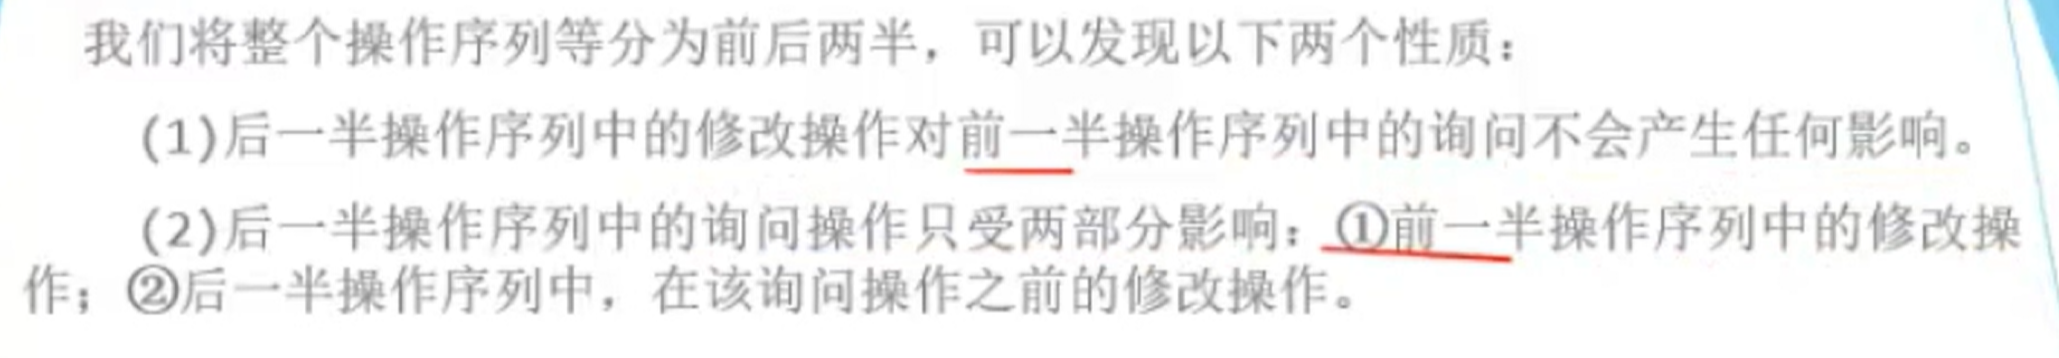 我们将整个操作序列等分为前后两半，可以发现以下两个性质：
(1)后一半操作序列中的修改操作对前一半操作序列中的询问不会产生任何影响。
(2)后一半操作序列中的询问操作只受两部分影响：①前一半操作序列中的修改操
作；②后一半操作序列中，在该询问操作之前的修改操作。